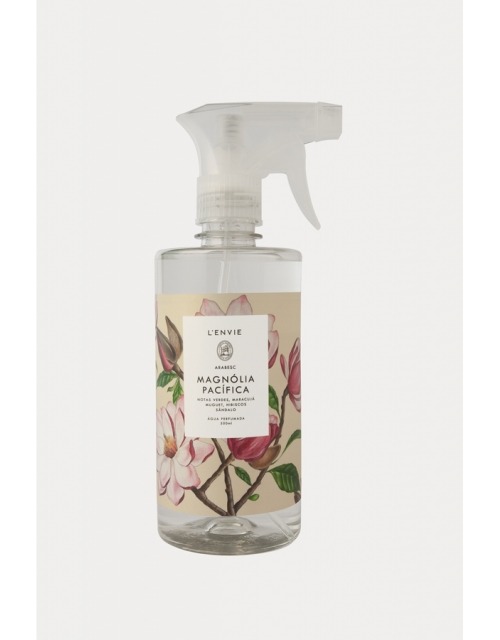 L'ENVIE
ARABESC
MAGNÓLIA
PACÍFICA
NOTAS VERDES, MARACUJÁ
MUGUET, HIBISCOS
SÂNDALO
ÁGUA PERFUMADA
500ml